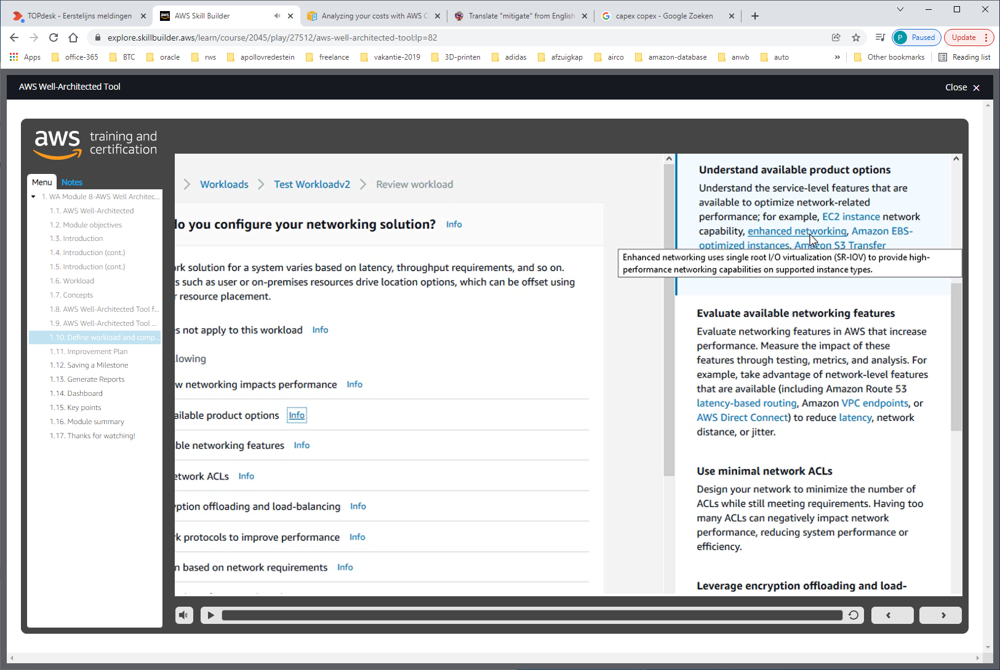 TOPdesk - Eerstelijns meldingen
AWS Skill Builder
Analyzing your costs with AWS C
Translate "mitigate" from English
capex copex - Google Zoeken
explore.skillbuilder.aws/learn/course/2045/play/27512/aws-well-architected-tool;lp=82
P Paused
Update
Apps
office-365
BTC
oracle
rws
apollovredestein
freelance
vakantie-2019
3D-printen
adidas
afzuigkap
airco
amazon-database
anwb
auto
»
Other bookmarks
Reading list
AWS Well-Architected Tool
Close
aws training and
certification
Menu
Notes
1. WA Module 8-AWS Well Architec...
1.1. AWS Well-Architected
1.2. Module objectives
1.3. Introduction
1.4. Introduction (cont.)
1.5. Introduction (cont.)
1.6. Workload
1.7. Concepts
1.8. AWS Well-Architected Tool f...
1.9. AWS Well-Architected Tool ...
1.10. Define workload and comp...
1.11. Improvement Plan
1.12. Saving a Milestone
1.13. Generate Reports
1.14. Dashboard
1.15. Key points
1.16. Module summary
1.17. Thanks for watching!
Workloads
Test Workloadv2
Review workload
do you configure your networking solution? Info
rk solution for a system varies based on latency, throughput requirements, and so on.
s such as user or on-premises resources drive location options, which can be offset using
r resource placement.
es not apply to this workload Info
lowing
w networking impacts performance Info
ailable product options Info
ble networking features Info
etwork ACLs Info
yption offloading and load-balancing Info
rk protocols to improve performance Info
n based on network requirements Info
Understand available product options
Understand the service-level features that are
available to optimize network-related
performance; for example, EC2 instance network
capability, enhanced networking, Amazon EBS-
optimized instances, Amazon S3 Transfer
Enhanced networking uses single root I/O virtualization (SR-IOV) to provide high-
performance networking capabilities on supported instance types.
Evaluate available networking features
Evaluate networking features in AWS that increase
performance. Measure the impact of these
features through testing, metrics, and analysis. For
example, take advantage of network-level features
that are available (including Amazon Route 53
latency-based routing, Amazon VPC endpoints, or
AWS Direct Connect) to reduce latency, network
distance, or jitter.
Use minimal network ACLs
Design your network to minimize the number of
ACLs while still meeting requirements. Having too
many ACLs can negatively impact network
performance, reducing system performance or
efficiency.
Leverage encryption offloading and load-